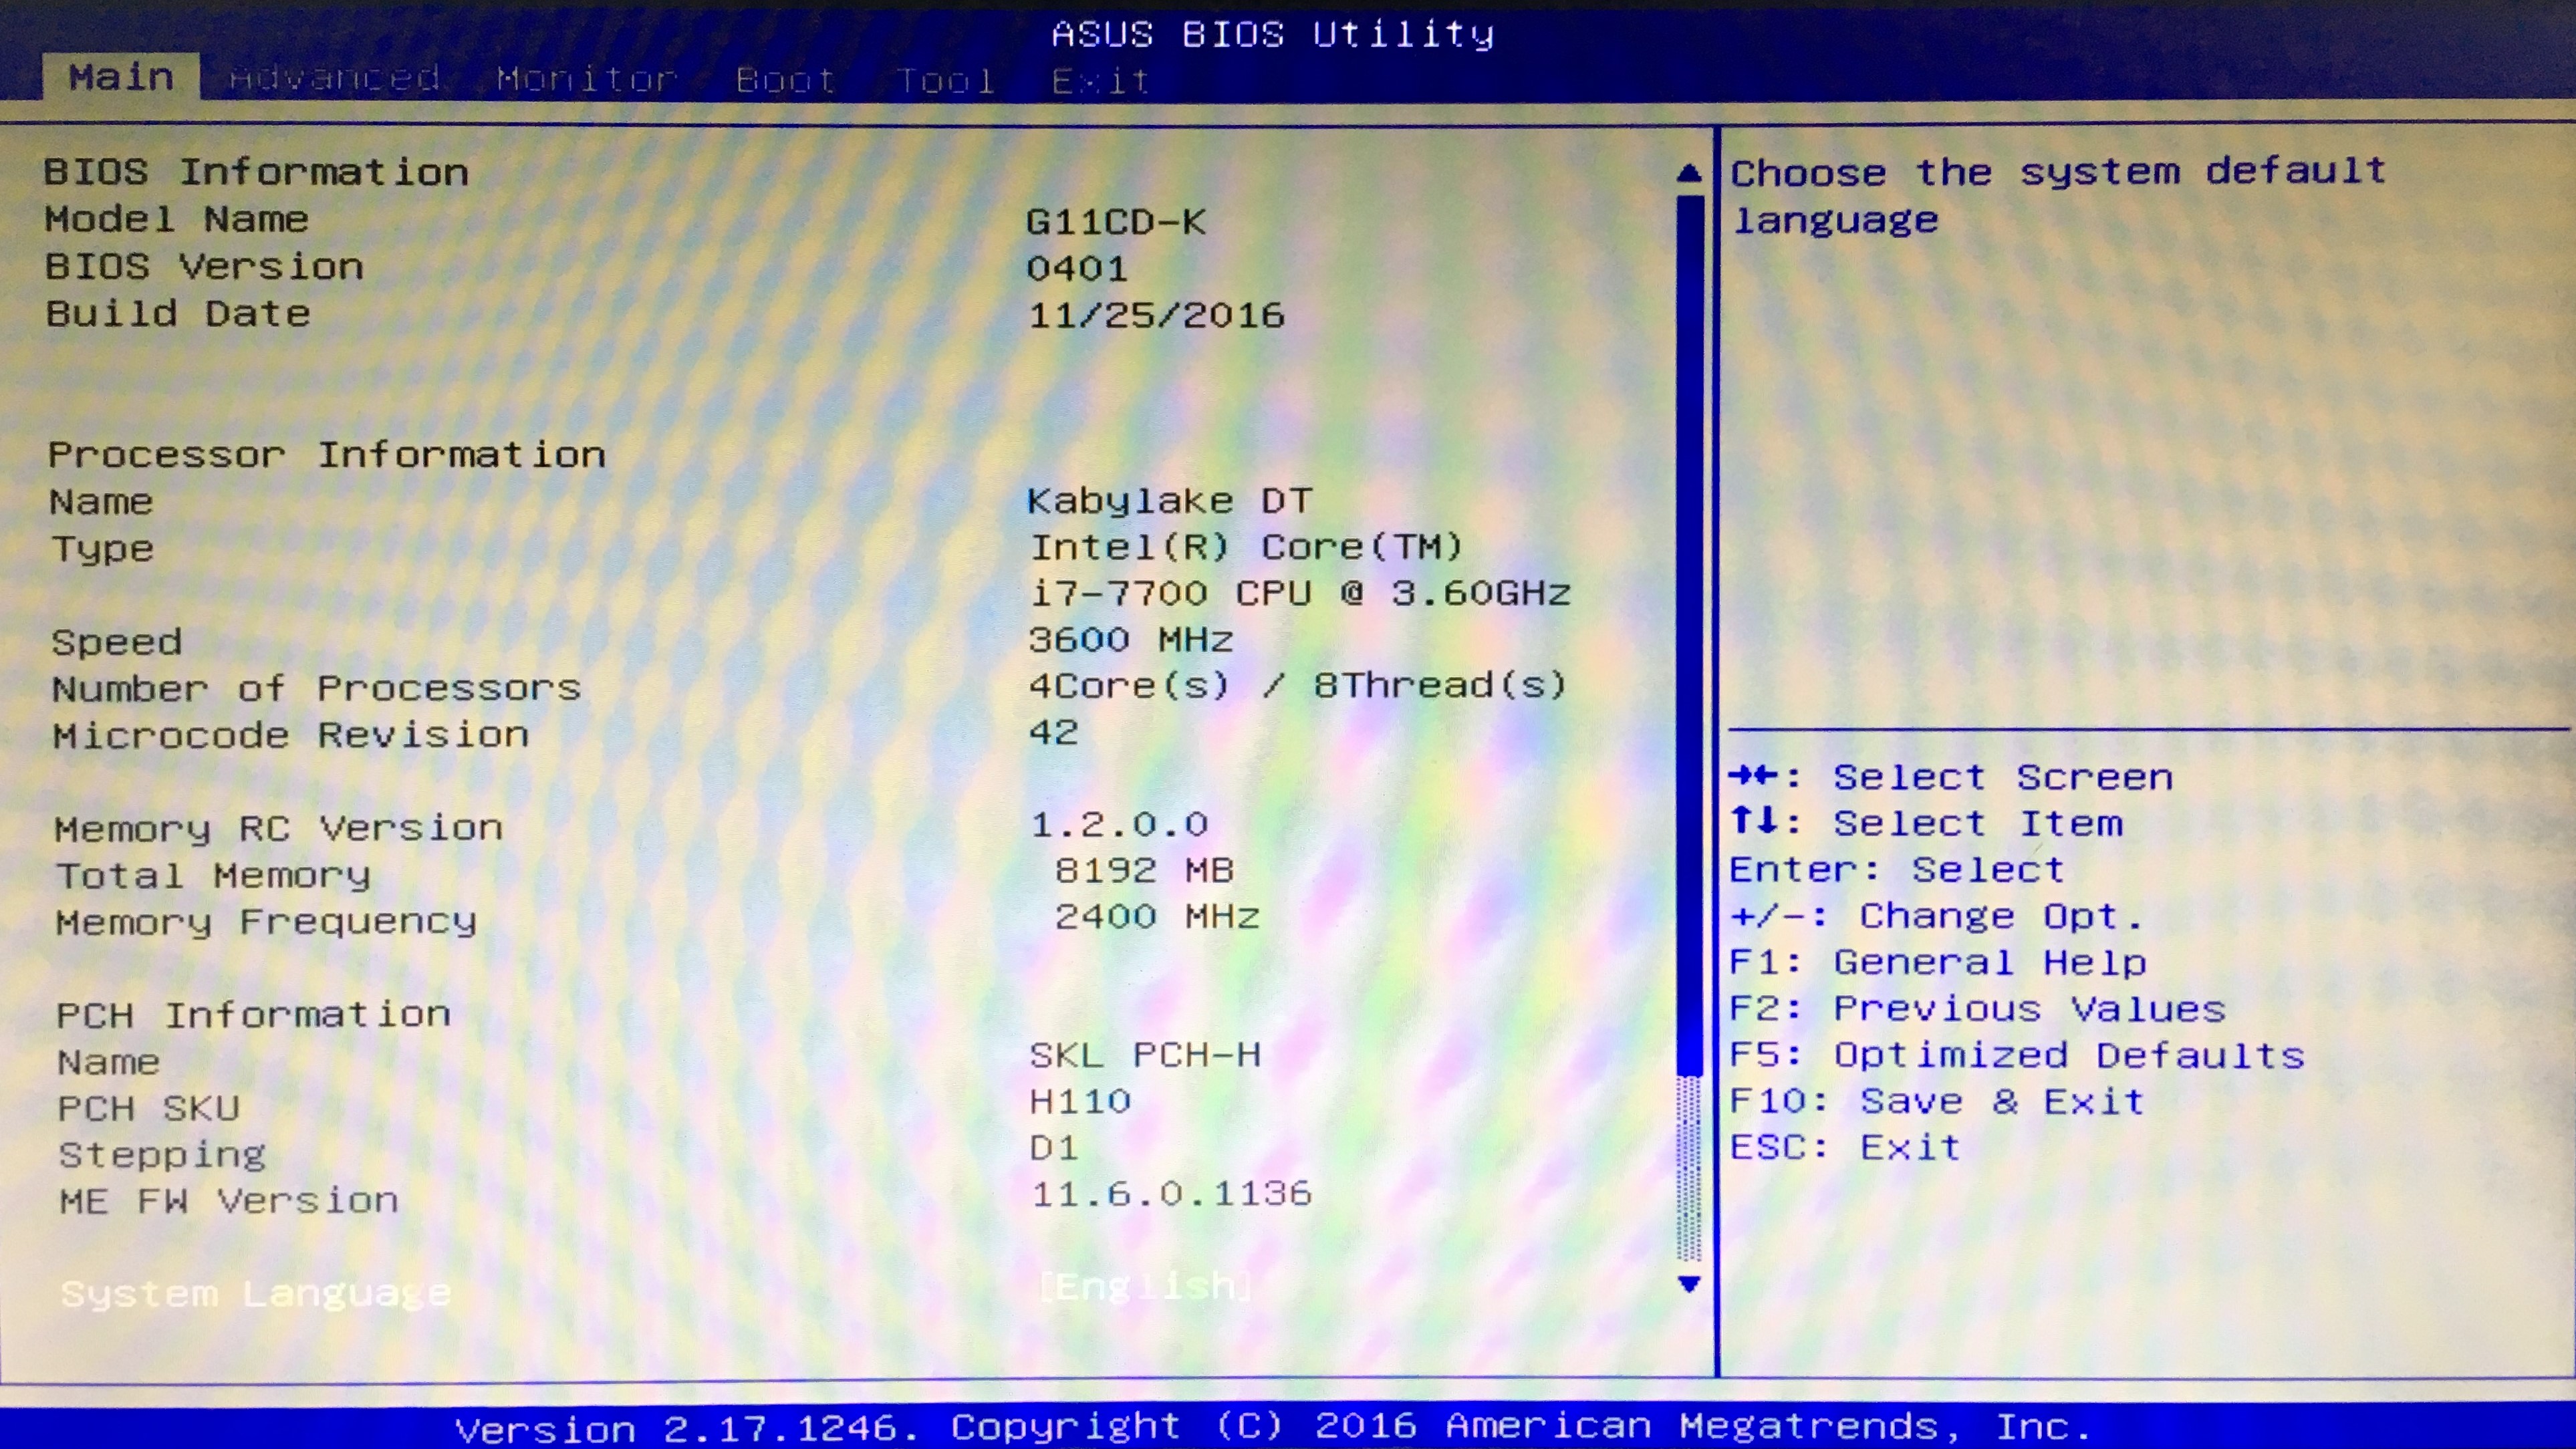 ASUS BIOS Utility
Main Advanced Monitor Boot Tool Exit
BIOS Information
Model Name G11CD-K
BIOS Version 0401
Build Date 11/25/2016
Processor Information
Name Kabylake DT
Type Intel(R) Core(TM)
i7-7700 CPU @ 3.60GHz
Speed 3600 MHz
Number of Processors 4Core(s) / 8Thread(s)
Microcode Revision 42
Memory RC Version 1.2.0.0
Total Memory 8192 MB
Memory Frequency 2400 MHz
PCH Information
Name SKL PCH-H
PCH SKU H110
Stepping D1
ME FW Version 11.6.0.1136
System Language [English]
Choose the system default
language
→←: Select Screen
↑↓: Select Item
Enter: Select
+/-: Change Opt.
F1: General Help
F2: Previous Values
F5: Optimized Defaults
F10: Save & Exit
ESC: Exit
Version 2.17.1246. Copyright (C) 2016 American Megatrends, Inc.